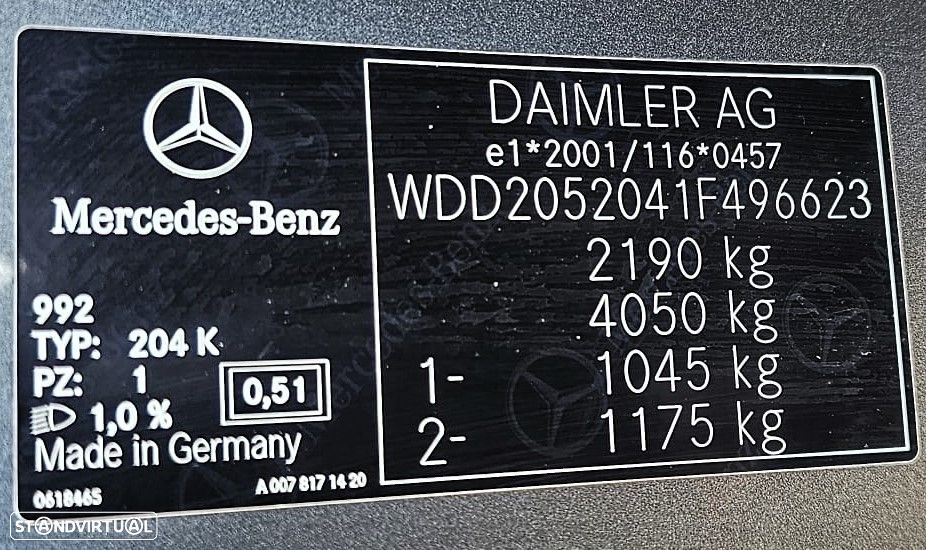 Mercedes-Benz
992
TYP: 204 K
PZ: 1
1,0 %
0,51
Made in Germany
061846S
A 007 817 14 20
DAIMLER AG
e1*2001/116*0457
WDD2052041F496623
2190 kg
4050 kg
1- 1045 kg
2- 1175 kg
STANDVIRTUAL